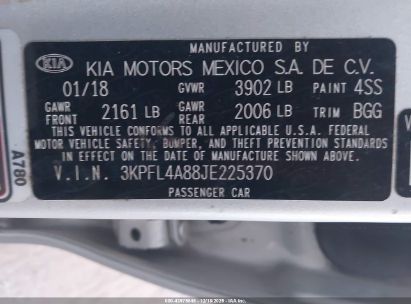 MANUFACTURED BY
KIA KIA MOTORS MEXICO S.A. DE C.V.
01/18 GVWR 3902 LB PAINT 4SS
GAWR FRONT 2161 LB GAWR REAR 2006 LB TRIM BGG
THIS VEHICLE CONFORMS TO ALL APPLICABLE U.S.A. FEDERAL
MOTOR VEHICLE SAFETY, BUMPER, AND THEFT PREVENTION STANDARDS
IN EFFECT ON THE DATE OF MANUFACTURE SHOWN ABOVE.
V.I.N. 3KPFL4A88JE225370
PASSENGER CAR
A780